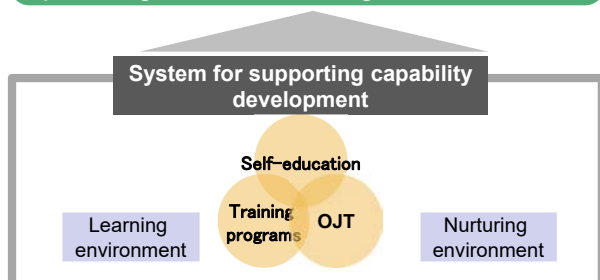 System for supporting capability
development
Self-education
Training
programs
OJT
Learning
environment
Nurturing
environment